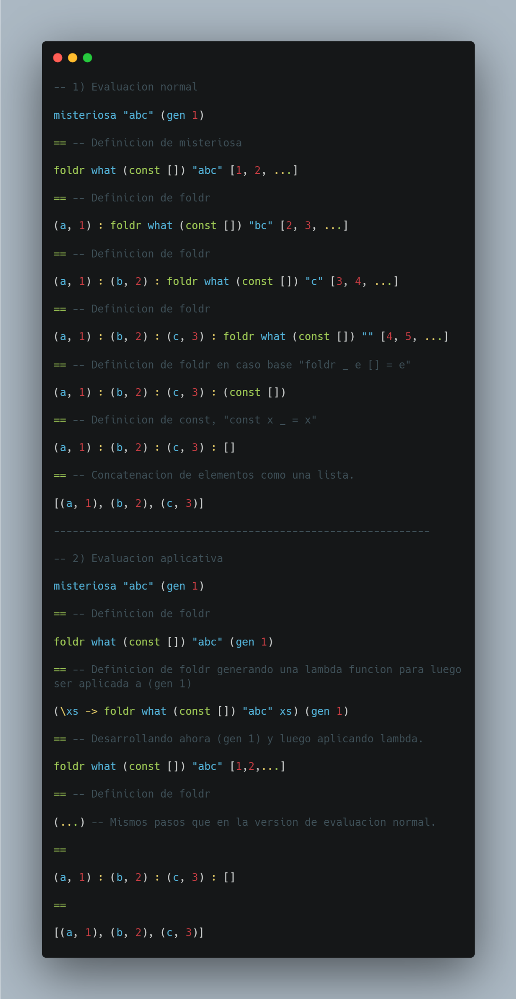 -- 1) Evaluacion normal
misteriosa "abc" (gen 1)
== -- Definicion de misteriosa
foldr what (const []) "abc" [1, 2, ...]
== -- Definicion de foldr
(a, 1) : foldr what (const []) "bc" [2, 3, ...]
== -- Definicion de foldr
(a, 1) : (b, 2) : foldr what (const []) "c" [3, 4, ...]
== -- Definicion de foldr
(a, 1) : (b, 2) : (c, 3) : foldr what (const []) "" [4, 5, ...]
== -- Definicion de foldr en caso base "foldr _ e [] = e"
(a, 1) : (b, 2) : (c, 3) : (const [])
== -- Definicion de const, "const x _ = x"
(a, 1) : (b, 2) : (c, 3) : []
== -- Concatenacion de elementos como una lista.
[(a, 1), (b, 2), (c, 3)]
------------------------------------------------------------
-- 2) Evaluacion aplicativa
misteriosa "abc" (gen 1)
== -- Definicion de foldr
foldr what (const []) "abc" (gen 1)
== -- Definicion de foldr generando una lambda funcion para luego
ser aplicada a (gen 1)
(\xs -> foldr what (const []) "abc" xs) (gen 1)
== -- Desarrollando ahora (gen 1) y luego aplicando lambda.
foldr what (const []) "abc" [1,2,...]
== -- Definicion de foldr
(...) -- Mismos pasos que en la version de evaluacion normal.
==
(a, 1) : (b, 2) : (c, 3) : []
==
[(a, 1), (b, 2), (c, 3)]